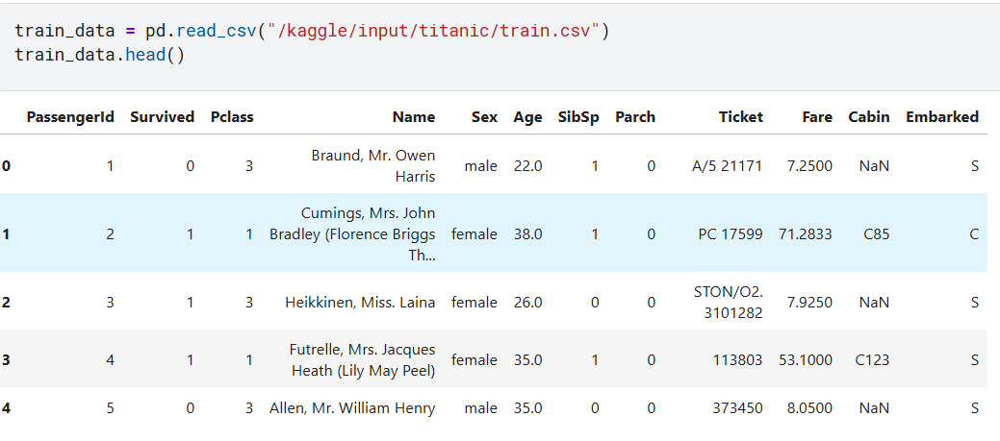 train_data = pd.read_csv("/kaggle/input/titanic/train.csv")
train_data.head()
PassengerId Survived Pclass Name Sex Age SibSp Parch Ticket Fare Cabin Embarked
0 1 0 3 Braund, Mr. Owen Harris male 22.0 1 0 A/5 21171 7.2500 NaN S
1 2 1 1 Cumings, Mrs. John Bradley (Florence Briggs Th... female 38.0 1 0 PC 17599 71.2833 C85 C
2 3 1 3 Heikkinen, Miss. Laina female 26.0 0 0 STON/O2. 3101282 7.9250 NaN S
3 4 1 1 Futrelle, Mrs. Jacques Heath (Lily May Peel) female 35.0 1 0 113803 53.1000 C123 S
4 5 0 3 Allen, Mr. William Henry male 35.0 0 0 373450 8.0500 NaN S